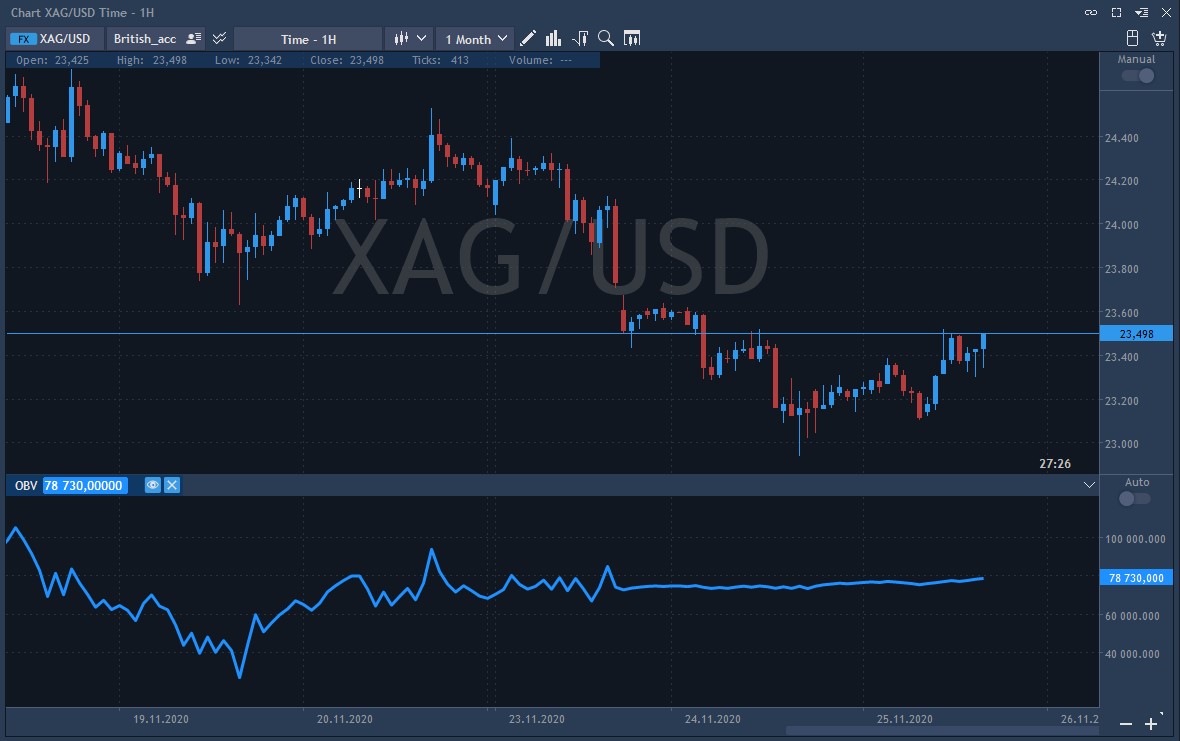 Chart XAG/USD Time - 1H
FX XAG/USD British_acc Time - 1H 1 Month
Open: 23,425 High: 23,498 Low: 23,342 Close: 23,498 Ticks: 413 Volume: ---
Manual
24.400
24.200
24.000
23.800
23.600
23,498
23.400
23.200
23.000
XAG/USD
27:26
OBV 78 730,00000
Auto
100 000.000
78 730,000
60 000.000
40 000.000
19.11.2020 20.11.2020 23.11.2020 24.11.2020 25.11.2020 26.11.2